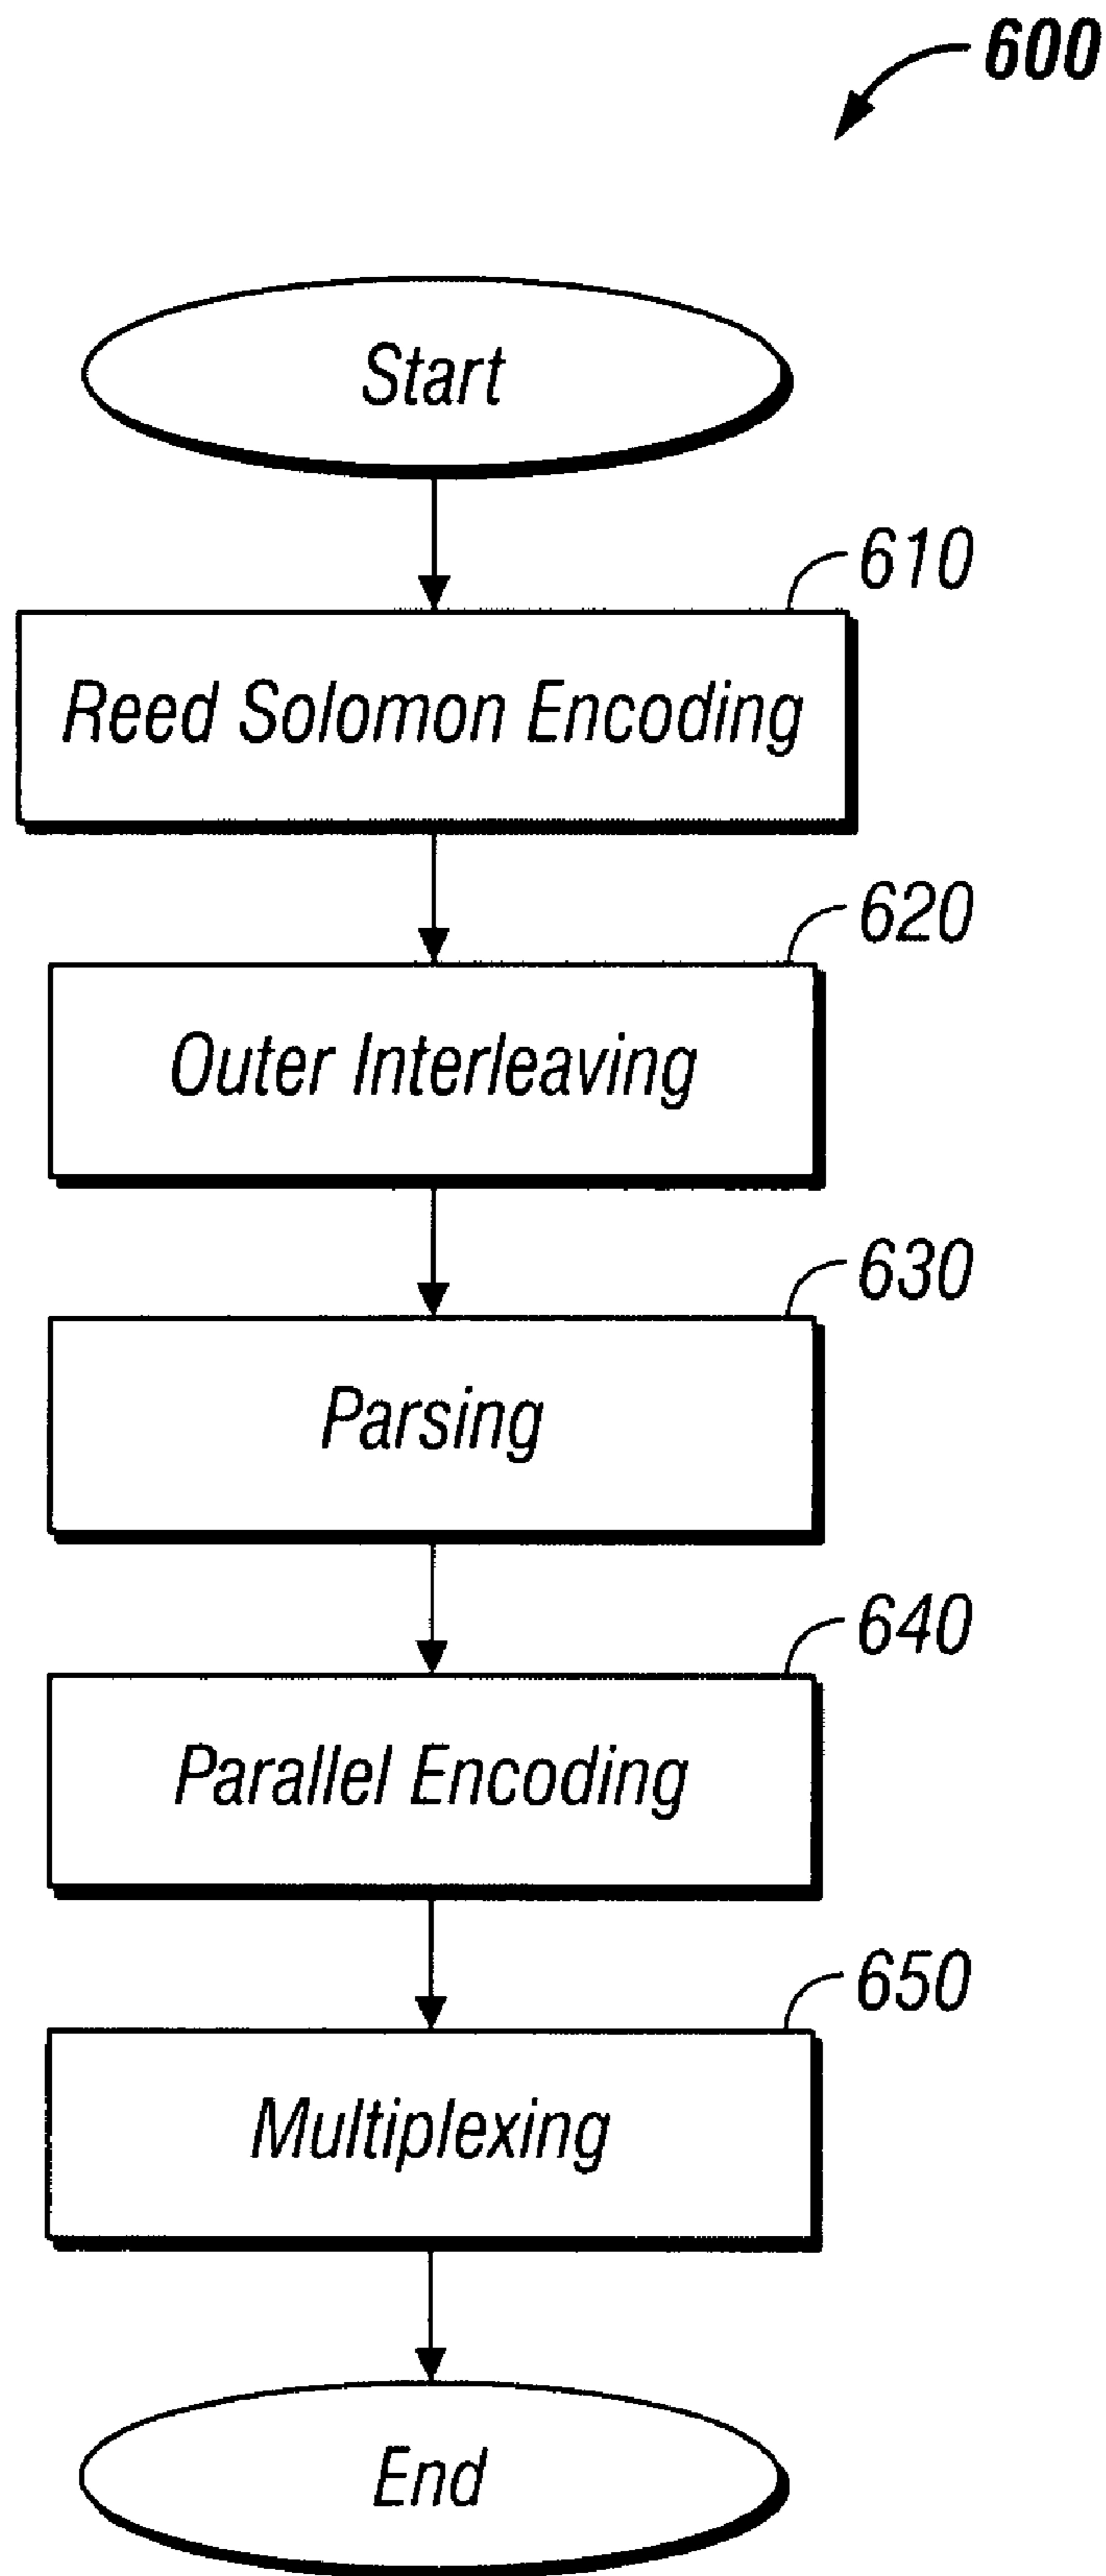 600
Start
610
Reed Solomon Encoding
620
Outer Interleaving
630
Parsing
640
Parallel Encoding
650
Multiplexing
End